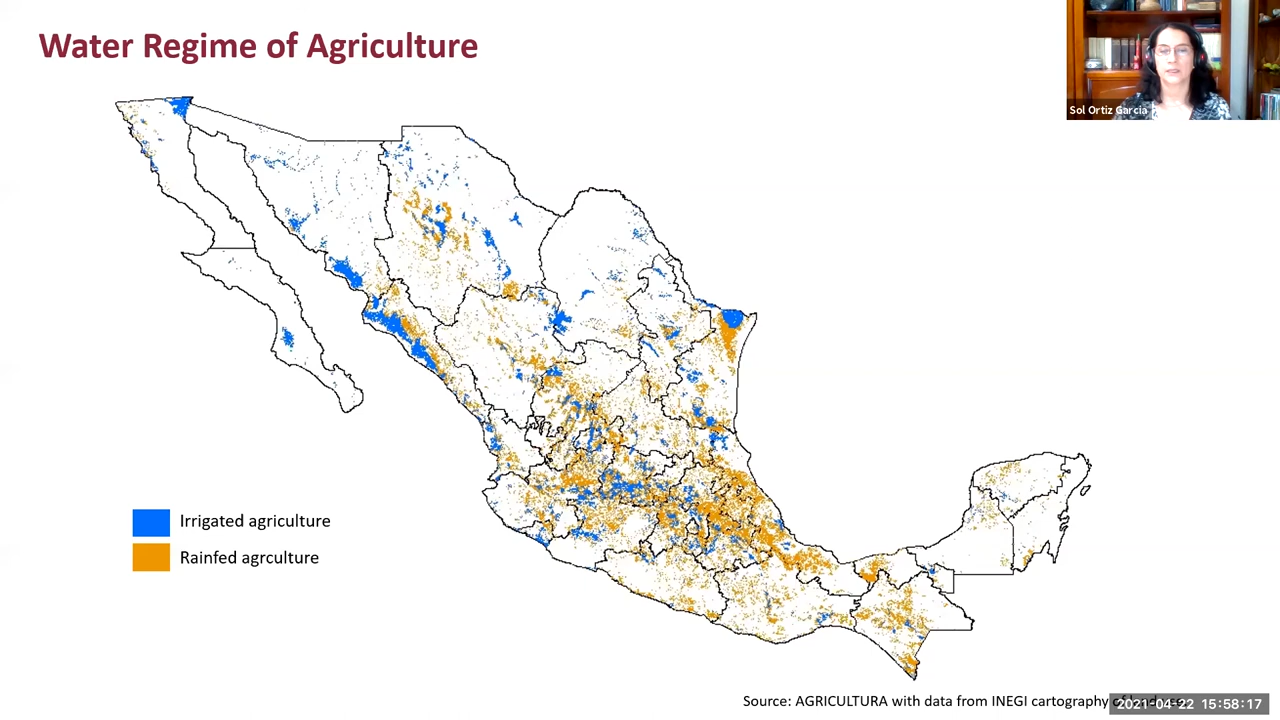 Water Regime of Agriculture
Sol Ortiz Garcia
Irrigated agriculture
Rainfed agrculture
Source: AGRICULTURA with data from INEGI cartography
2021-04-22 15:58:17